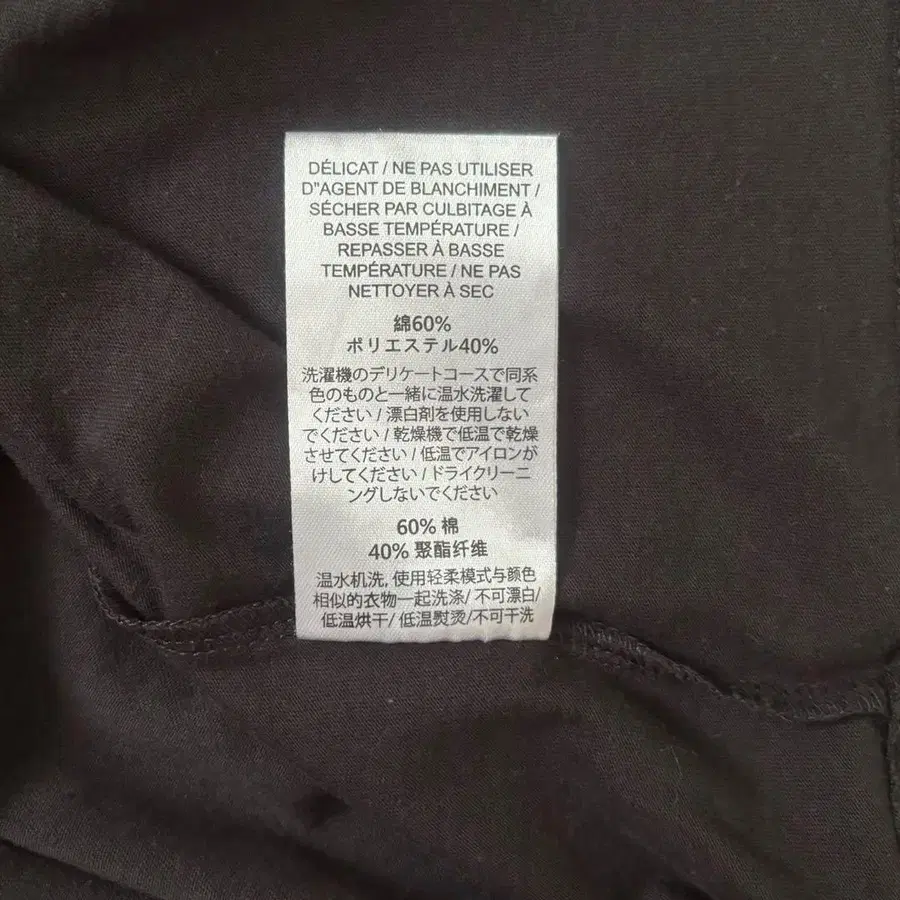 DÉLICAT / NE PAS UTILISER
D"AGENT DE BLANCHIMENT /
SÉCHER PAR CULBITAGE À
BASSE TEMPÉRATURE /
REPASSER À BASSE
TEMPÉRATURE / NE PAS
NETTOYER À SEC
綿60%
ポリエステル40%
洗濯機のデリケートコースで同系
色のものと一緒に温水洗濯して
ください / 漂白剤を使用しない
でください / 乾燥機で低温で乾燥
させてください / 低温でアイロンが
けしてください / ドライクリーニ
ングしないでください
60% 棉
40% 聚酯纤维
温水机洗, 使用轻柔模式与颜色
相似的衣物一起洗涤/ 不可漂白/
低温烘干/ 低温熨烫/不可干洗